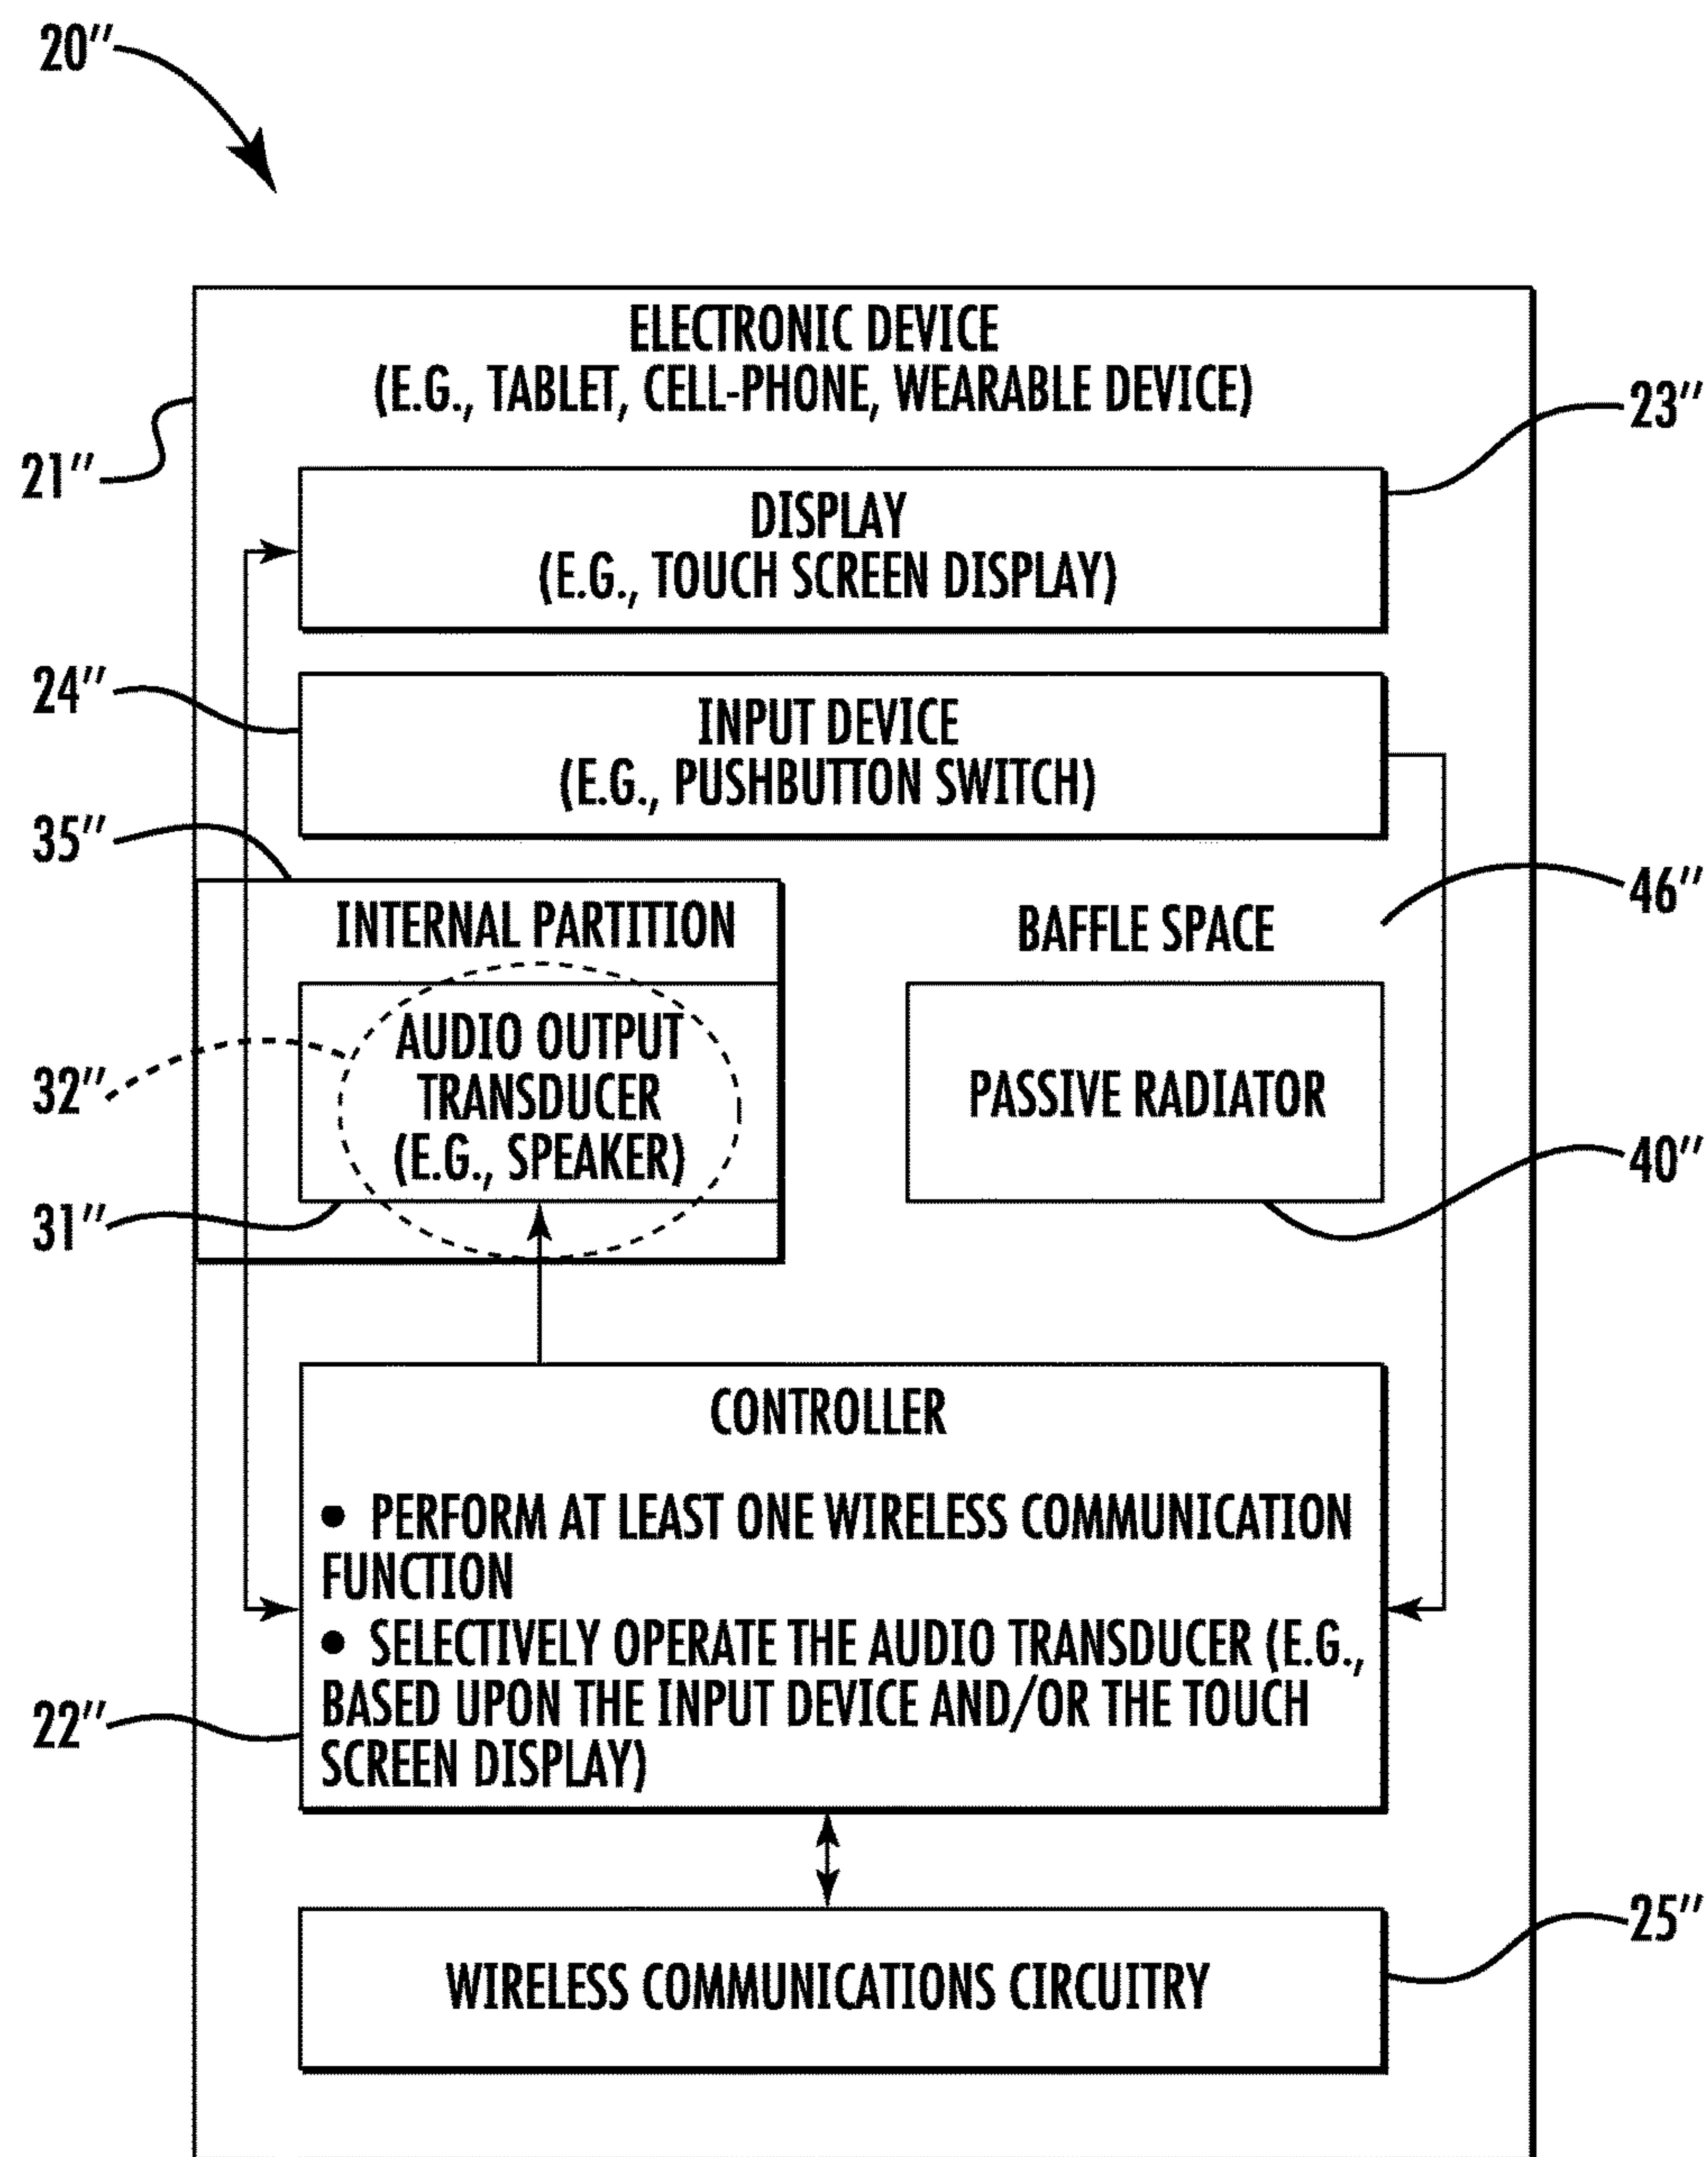 20"
ELECTRONIC DEVICE
(E.G., TABLET, CELL-PHONE, WEARABLE DEVICE)
23"
21"
DISPLAY
(E.G., TOUCH SCREEN DISPLAY)
24"
INPUT DEVICE
(E.G., PUSHBUTTON SWITCH)
35"
46"
INTERNAL PARTITION
BAFFLE SPACE
AUDIO OUTPUT
TRANSDUCER
(E.G., SPEAKER)
32"
PASSIVE RADIATOR
40"
31"
CONTROLLER
• PERFORM AT LEAST ONE WIRELESS COMMUNICATION
FUNCTION
• SELECTIVELY OPERATE THE AUDIO TRANSDUCER (E.G.,
BASED UPON THE INPUT DEVICE AND/OR THE TOUCH
SCREEN DISPLAY)
22"
25"
WIRELESS COMMUNICATIONS CIRCUITRY